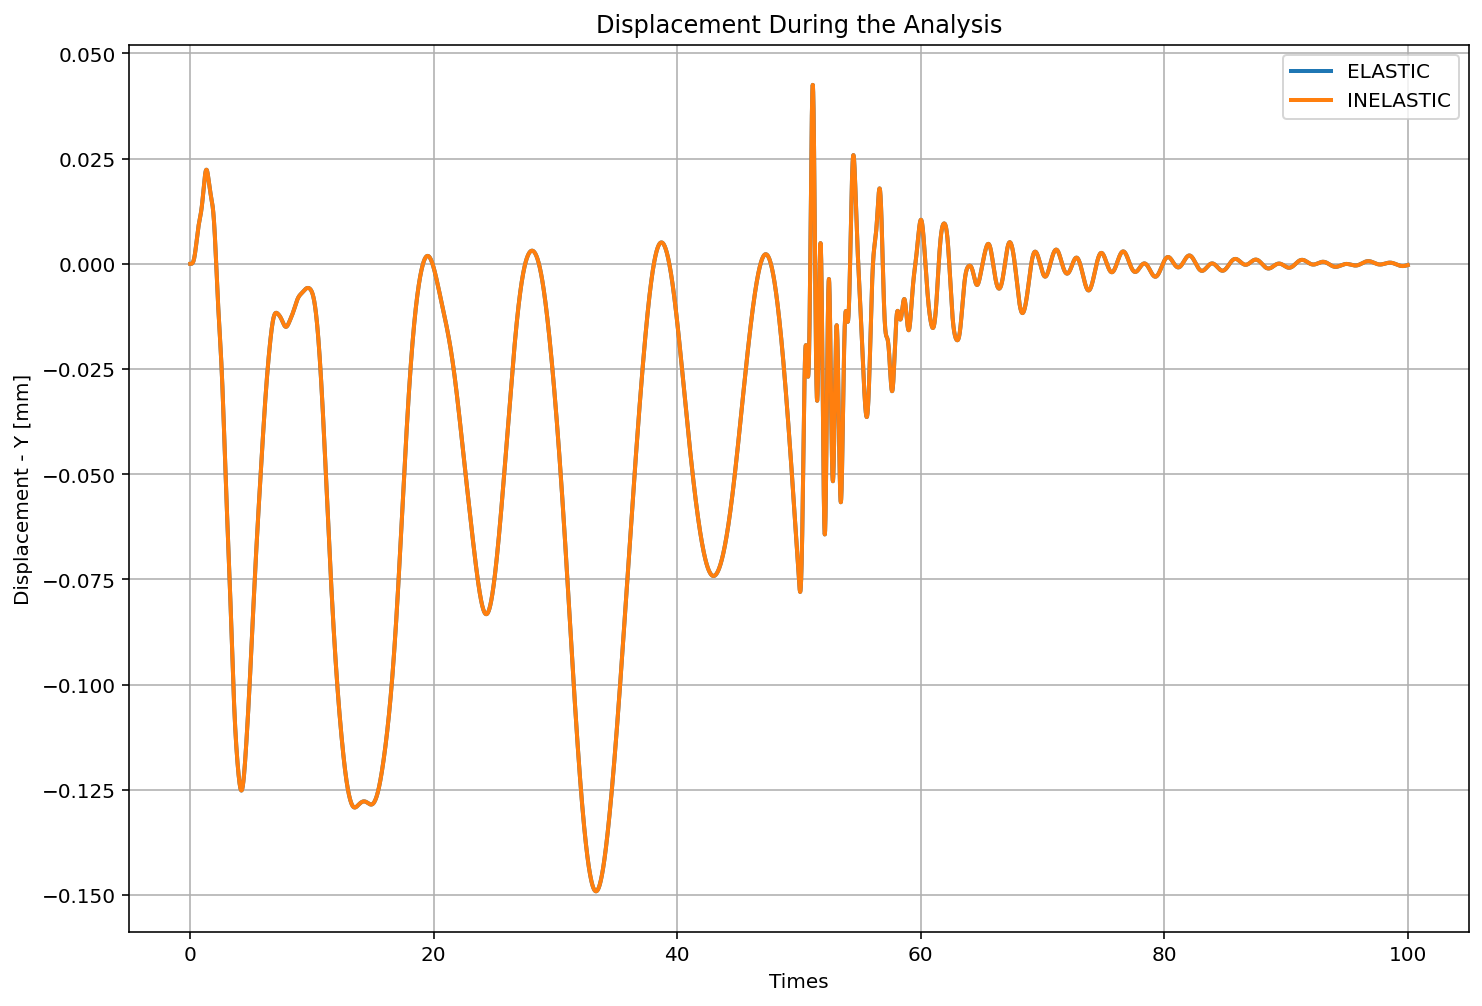 Displacement During the Analysis
ELASTIC
INELASTIC
Displacement - Y [mm]
0.050
0.025
0.000
−0.025
−0.050
−0.075
−0.100
−0.125
−0.150
0 20 40 60 80 100
Times